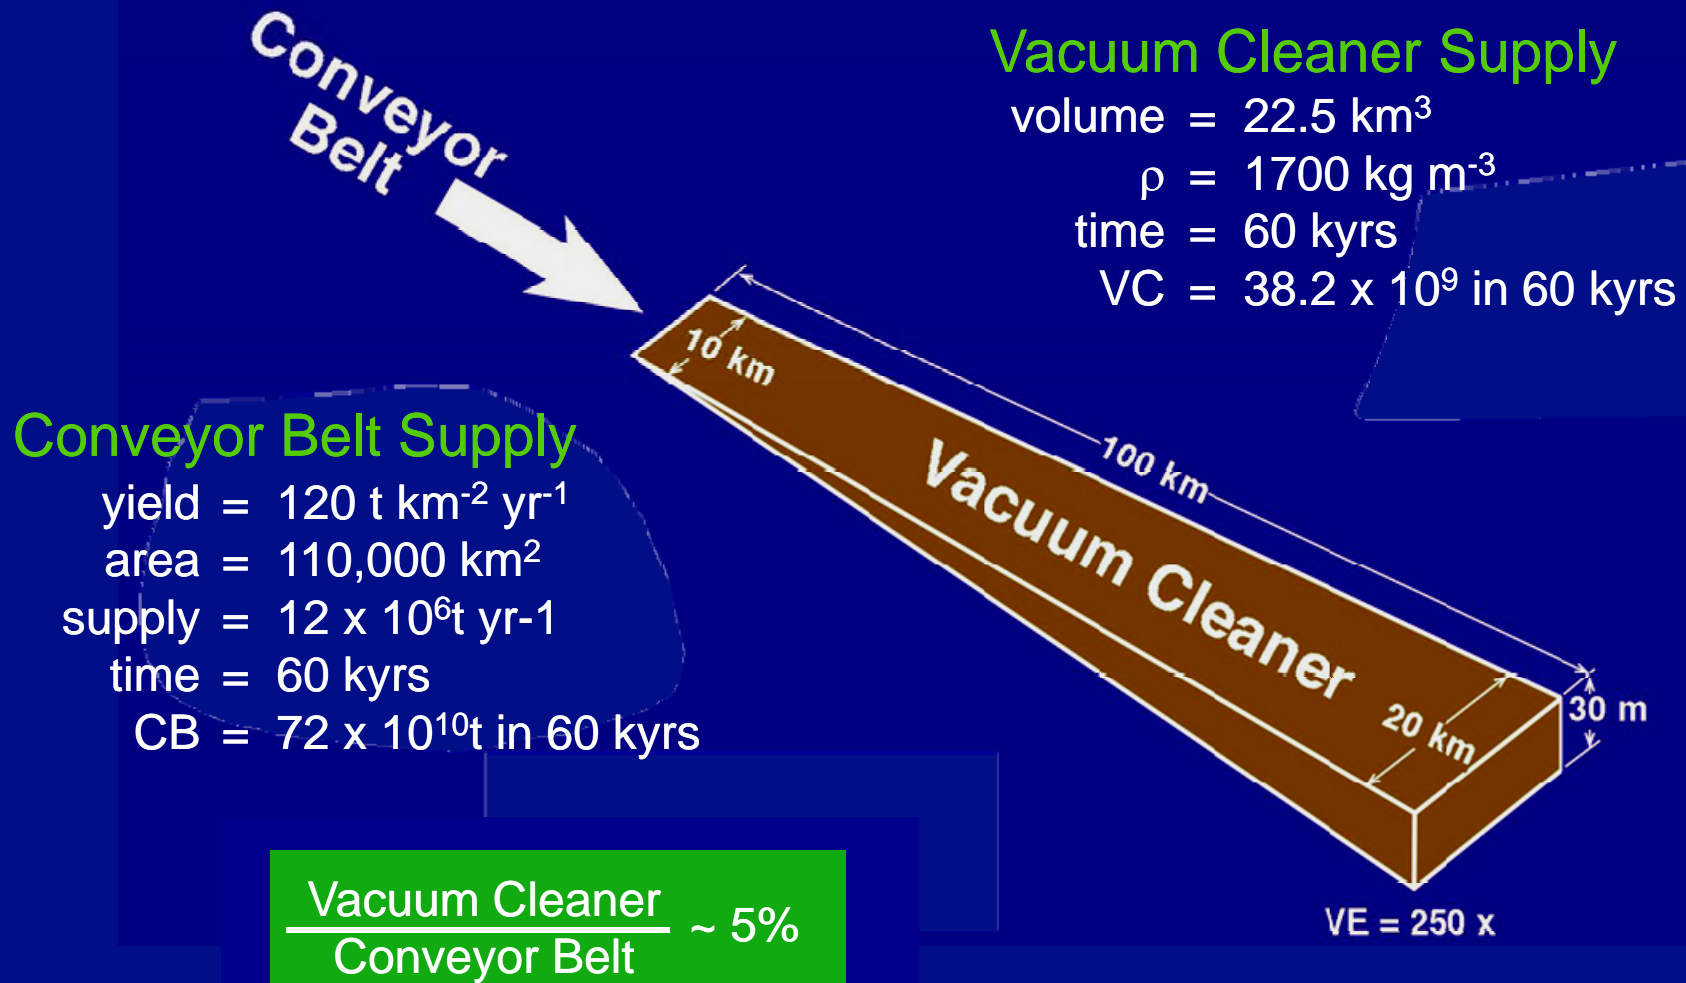 Conveyor
Belt
Vacuum Cleaner Supply
volume = 22.5 km³
ρ = 1700 kg m⁻³
time = 60 kyrs
VC = 38.2 x 10⁹ in 60 kyrs
10 km
100 km
Vacuum Cleaner
20 km
30 m
VE = 250 x
Conveyor Belt Supply
yield = 120 t km⁻² yr⁻¹
area = 110,000 km²
supply = 12 x 10⁶t yr-1
time = 60 kyrs
CB = 72 x 10¹⁰t in 60 kyrs
Vacuum Cleaner
~ 5%
Conveyor Belt